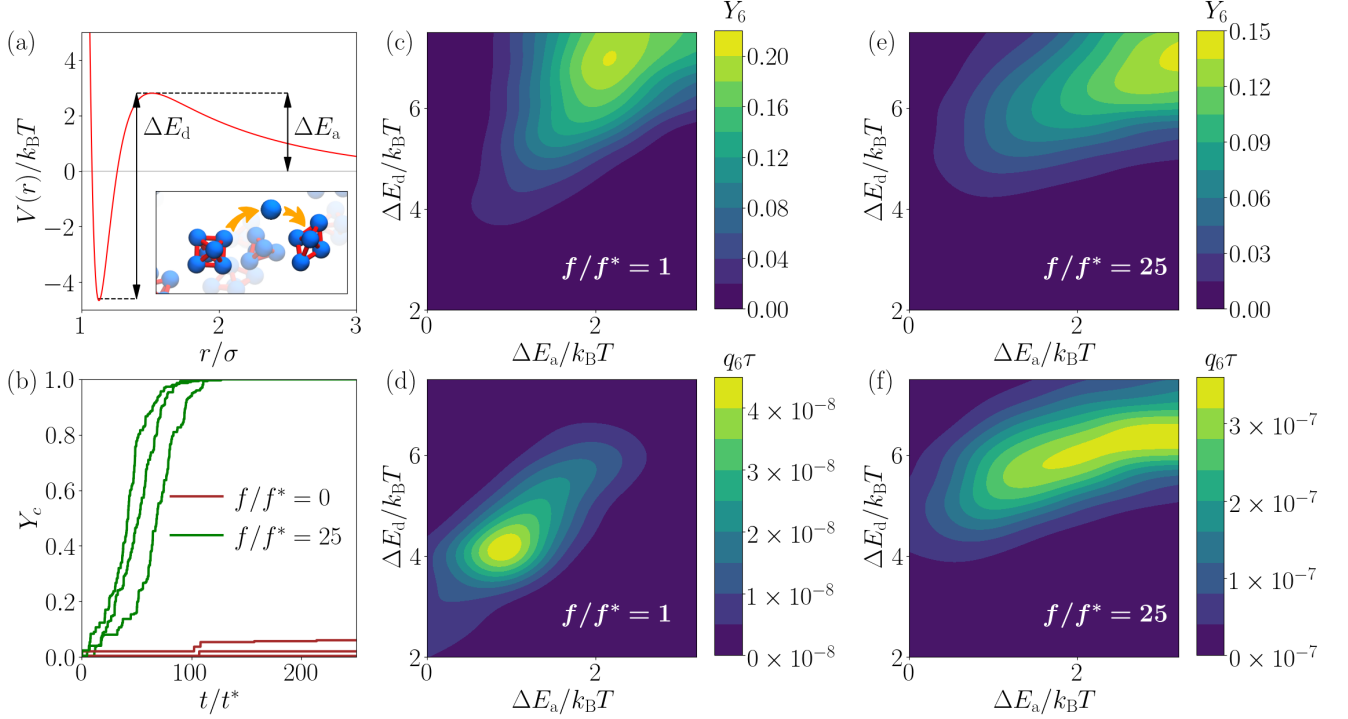 (a)
4
2
0
−2
−4
V(r)/k_BT
ΔE_d
ΔE_a
1
2
3
r/σ
(b)
1.0
0.8
0.6
0.4
0.2
0.0
Y_c
f/f* = 0
f/f* = 25
0
100
200
t/t*
(c)
6
4
2
ΔE_d/k_BT
f/f* = 1
0
2
ΔE_a/k_BT
Y_6
0.20
0.16
0.12
0.08
0.04
0.00
(d)
6
4
2
ΔE_d/k_BT
f/f* = 1
0
2
ΔE_a/k_BT
q_6τ
4 × 10^−8
3 × 10^−8
2 × 10^−8
1 × 10^−8
0 × 10^−8
(e)
6
4
2
ΔE_d/k_BT
f/f* = 25
0
2
ΔE_a/k_BT
Y_6
0.15
0.12
0.09
0.06
0.03
0.00
(f)
6
4
2
ΔE_d/k_BT
f/f* = 25
0
2
ΔE_a/k_BT
q_6τ
3 × 10^−7
2 × 10^−7
1 × 10^−7
0 × 10^−7